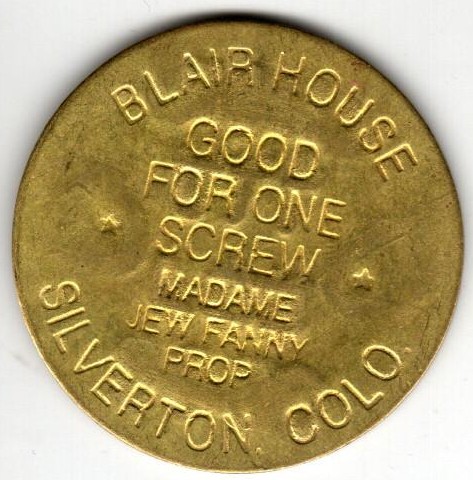 BLAIR HOUSE
GOOD
FOR ONE
SCREW
MADAME
JEW FANNY
PROP
SILVERTON, COLO.